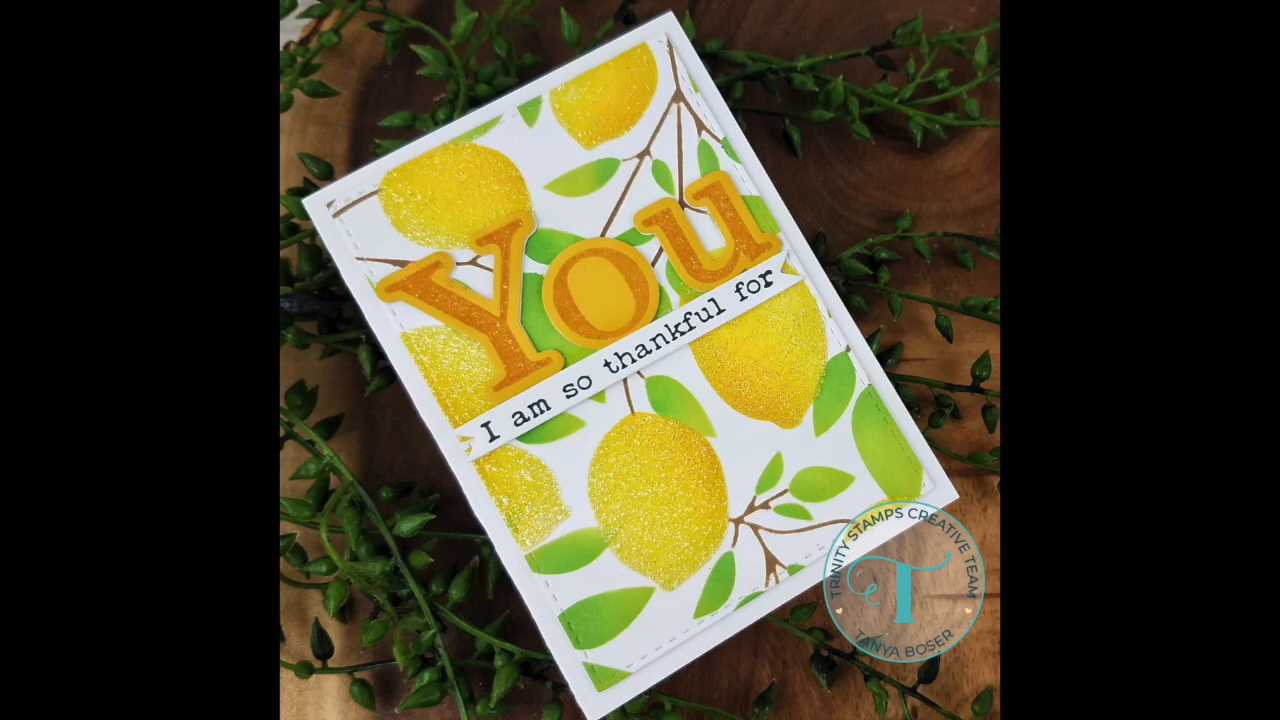 You
I am so thankful for
TRINITY STAMPS CREATIVE TEAM
T
TANYA BOSER